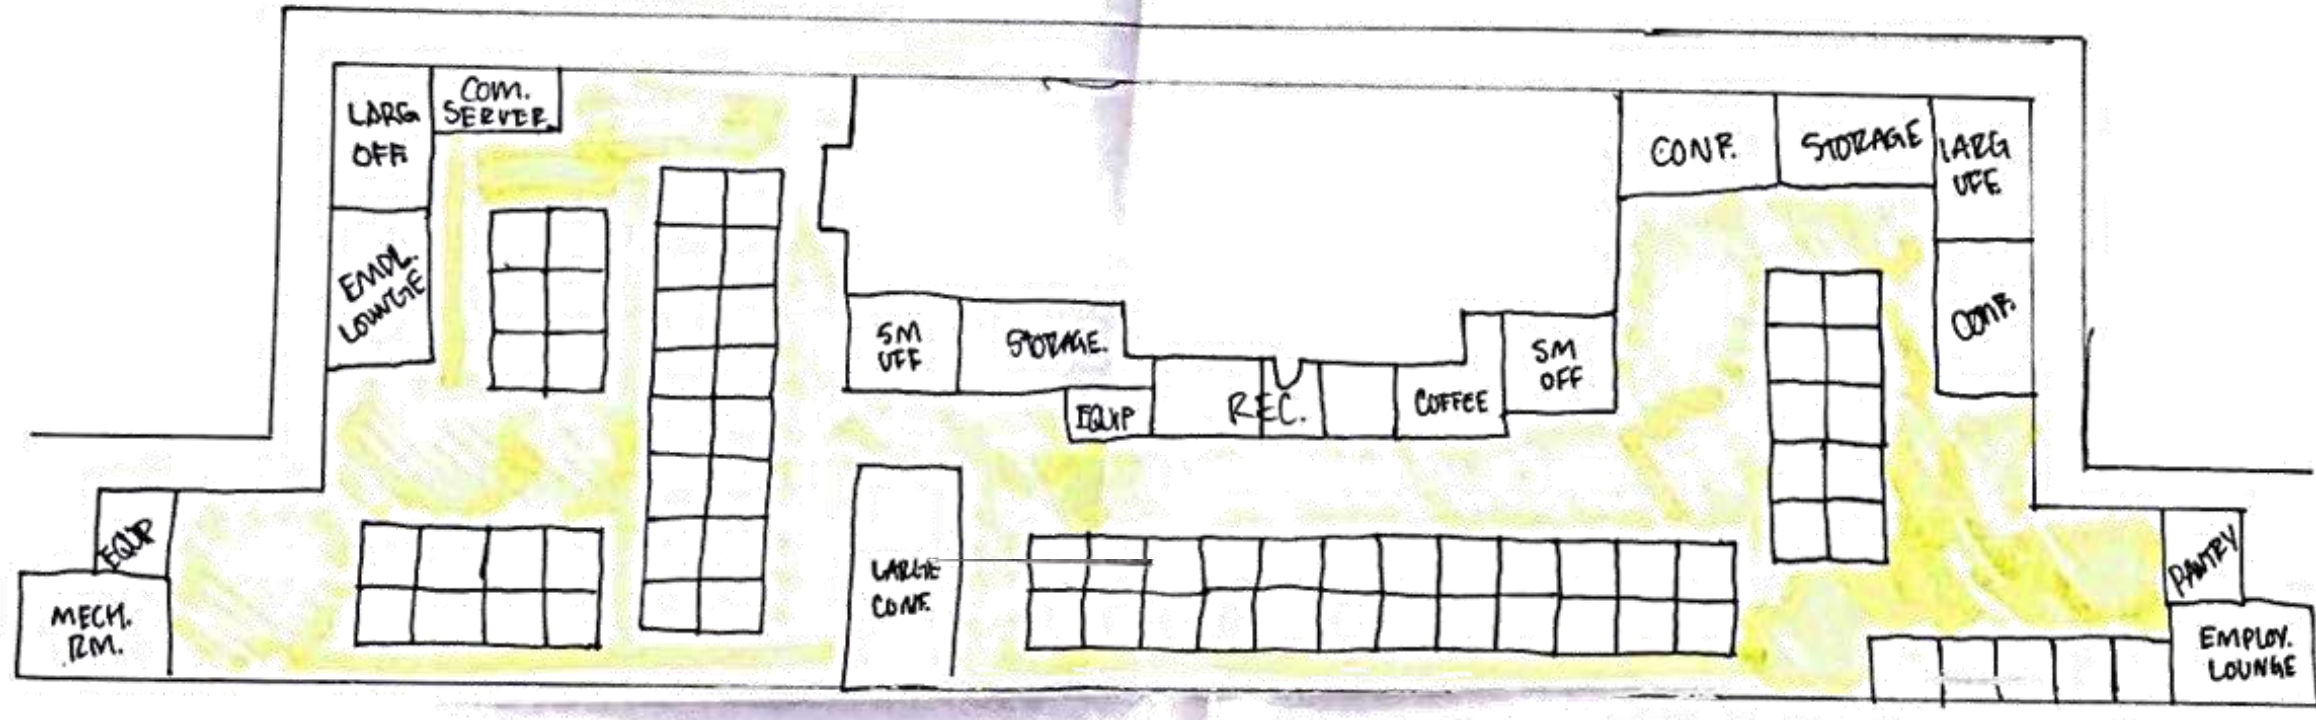 LARG
OFF.
COM.
SERVER.
CONF.
STORAGE
LARG
OFF
EMPL.
LOUNGE
CONF.
SM
OFF
STORAGE.
SM
OFF
EQUIP
REC.
COFFEE
EQUIP
LARGE
CONF.
PANTRY
MECH.
RM.
EMPLOY.
LOUNGE